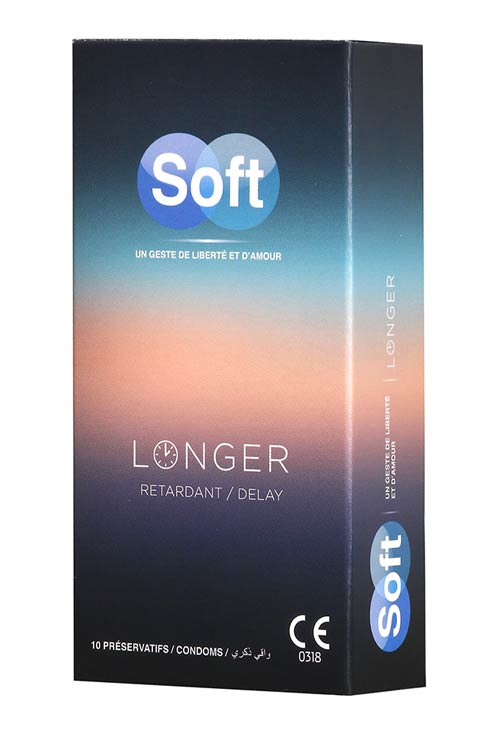 Soft
UN GESTE DE LIBERTÉ ET D'AMOUR
LONGER
RETARDANT / DELAY
10 PRÉSERVATIFS / CONDOMS / واقي ذكري
CE
0318
Soft
UN GESTE DE LIBERTÉ
ET D'AMOUR
LONGER